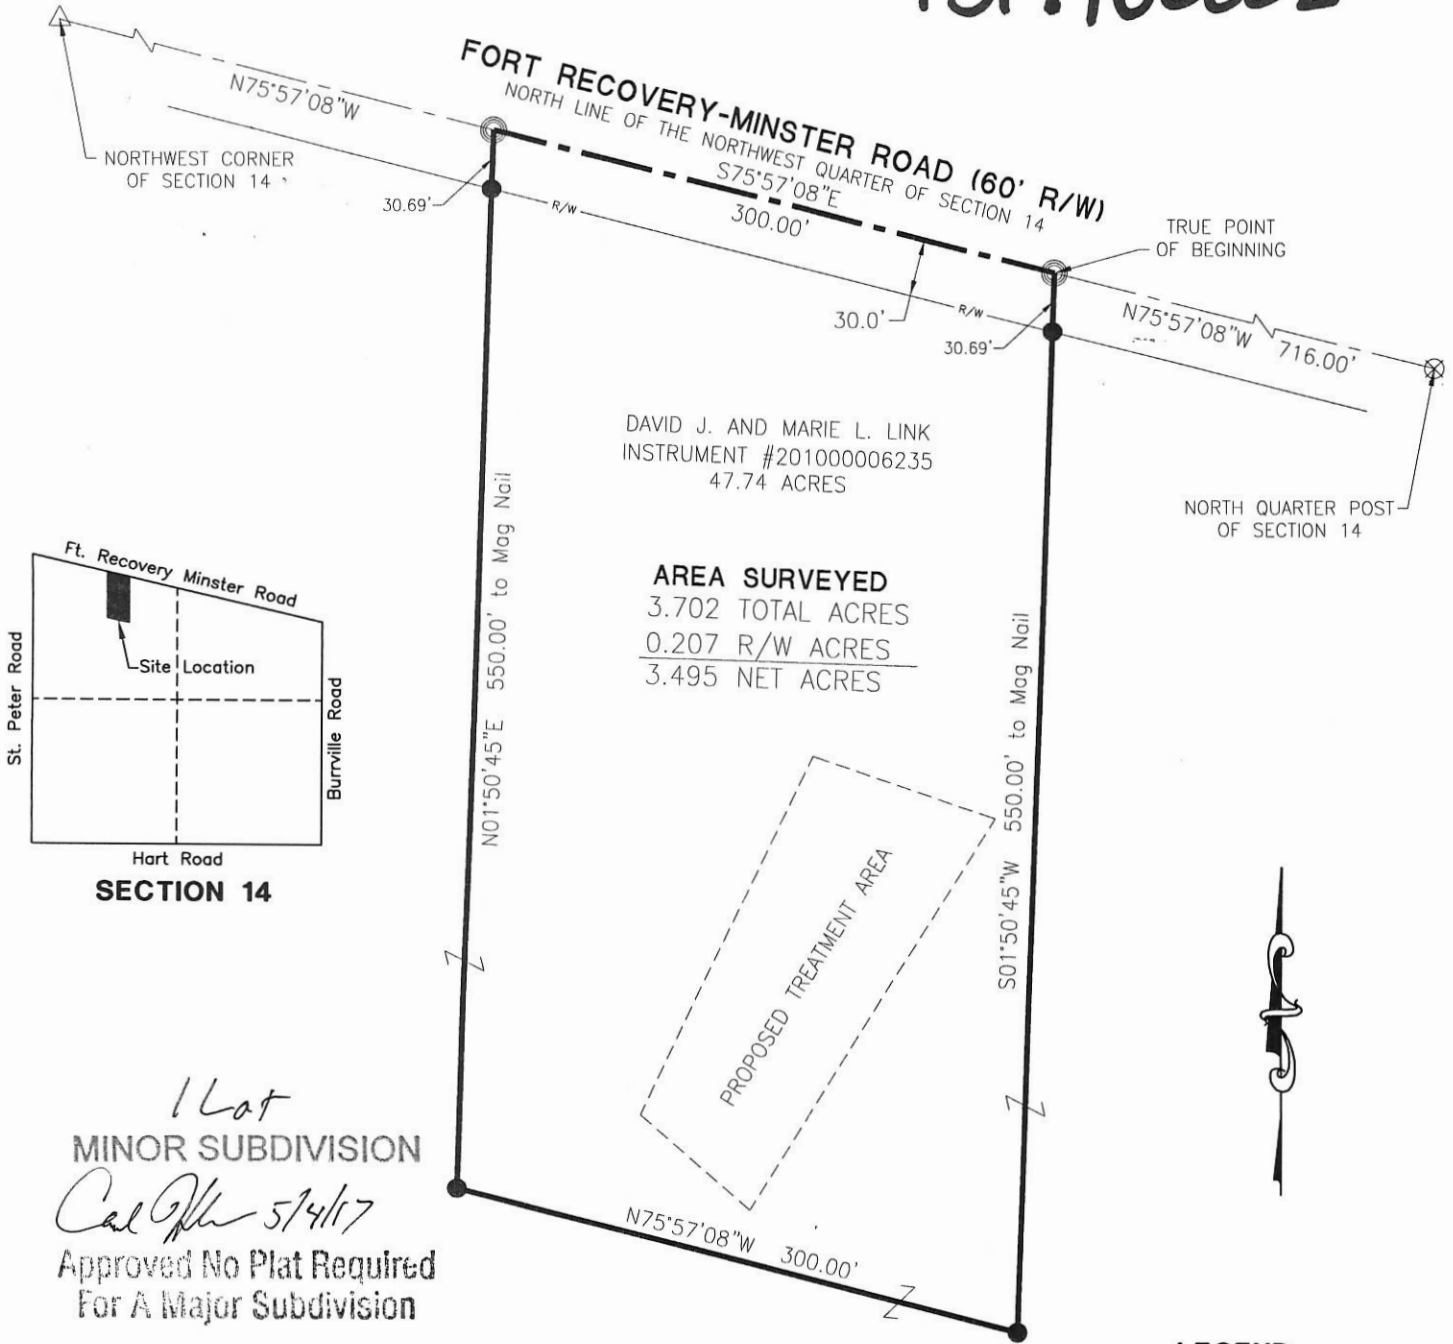 FORT RECOVERY-MINSTER ROAD (60' R/W)
NORTH LINE OF THE NORTHWEST QUARTER OF SECTION 14
S75°57'08"E
300.00'
N75°57'08"W
NORTHWEST CORNER
OF SECTION 14
30.69'
R/W
30.0'
R/W
30.69'
TRUE POINT
OF BEGINNING
N75°57'08"W 716.00'
NORTH QUARTER POST
OF SECTION 14
DAVID J. AND MARIE L. LINK
INSTRUMENT #201000006235
47.74 ACRES
AREA SURVEYED
3.702 TOTAL ACRES
0.207 R/W ACRES
3.495 NET ACRES
N01°50'45"E 550.00' to Mag Nail
S01°50'45"W 550.00' to Mag Nail
PROPOSED TREATMENT AREA
N75°57'08"W 300.00'
Ft. Recovery Minster Road
St. Peter Road
Site Location
Burrville Road
Hart Road
SECTION 14
1 Lot
MINOR SUBDIVISION
5/4/17
Approved No Plat Required
For A Major Subdivision